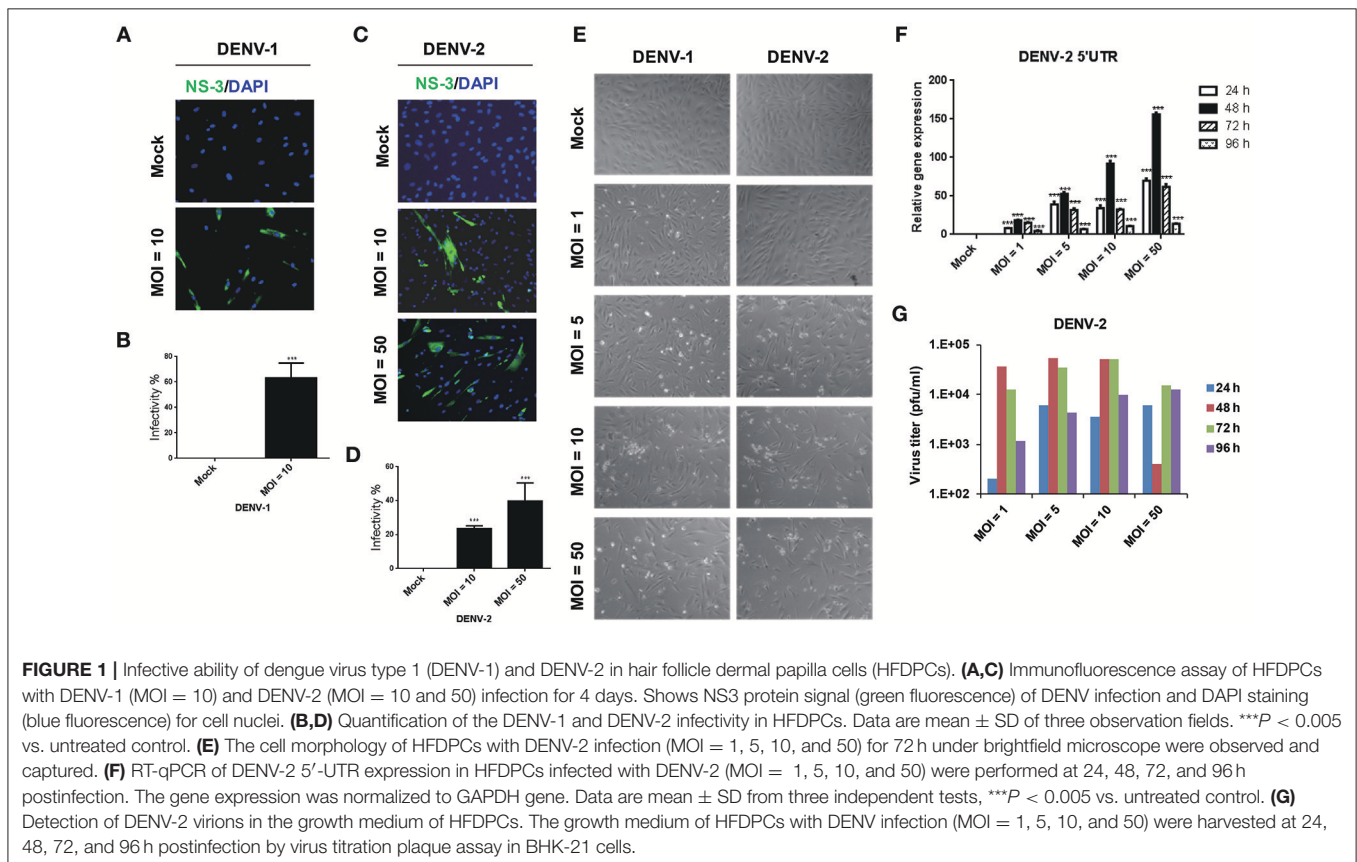 A
DENV-1
NS-3/DAPI
Mock
MOI = 10
B
Infectivity %
80
60
40
20
0
***
Mock
MOI = 10
DENV-1
C
DENV-2
NS-3/DAPI
Mock
MOI = 10
MOI = 50
D
Infectivity %
60
40
20
0
***
***
Mock
MOI = 10
MOI = 50
DENV-2
E
DENV-1
DENV-2
Mock
MOI = 1
MOI = 5
MOI = 10
MOI = 50
F
DENV-2 5'UTR
Relative gene expression
200
150
100
50
0
*** *** *** ***
*** *** *** ***
*** *** *** ***
*** *** *** ***
Mock
MOI = 1
MOI = 5
MOI = 10
MOI = 50
24 h
48 h
72 h
96 h
G
DENV-2
Virus titer (pfu/ml)
1.E+05
1.E+04
1.E+03
1.E+02
MOI = 1
MOI = 5
MOI = 10
MOI = 50
24 h
48 h
72 h
96 h
FIGURE 1 | Infective ability of dengue virus type 1 (DENV-1) and DENV-2 in hair follicle dermal papilla cells (HFDPCs). (A,C) Immunofluorescence assay of HFDPCs
with DENV-1 (MOI = 10) and DENV-2 (MOI = 10 and 50) infection for 4 days. Shows NS3 protein signal (green fluorescence) of DENV infection and DAPI staining
(blue fluorescence) for cell nuclei. (B,D) Quantification of the DENV-1 and DENV-2 infectivity in HFDPCs. Data are mean ± SD of three observation fields. ***P < 0.005
vs. untreated control. (E) The cell morphology of HFDPCs with DENV-2 infection (MOI = 1, 5, 10, and 50) for 72 h under brightfield microscope were observed and
captured. (F) RT-qPCR of DENV-2 5′-UTR expression in HFDPCs infected with DENV-2 (MOI = 1, 5, 10, and 50) were performed at 24, 48, 72, and 96 h
postinfection. The gene expression was normalized to GAPDH gene. Data are mean ± SD from three independent tests, ***P < 0.005 vs. untreated control. (G)
Detection of DENV-2 virions in the growth medium of HFDPCs. The growth medium of HFDPCs with DENV infection (MOI = 1, 5, 10, and 50) were harvested at 24,
48, 72, and 96 h postinfection by virus titration plaque assay in BHK-21 cells.